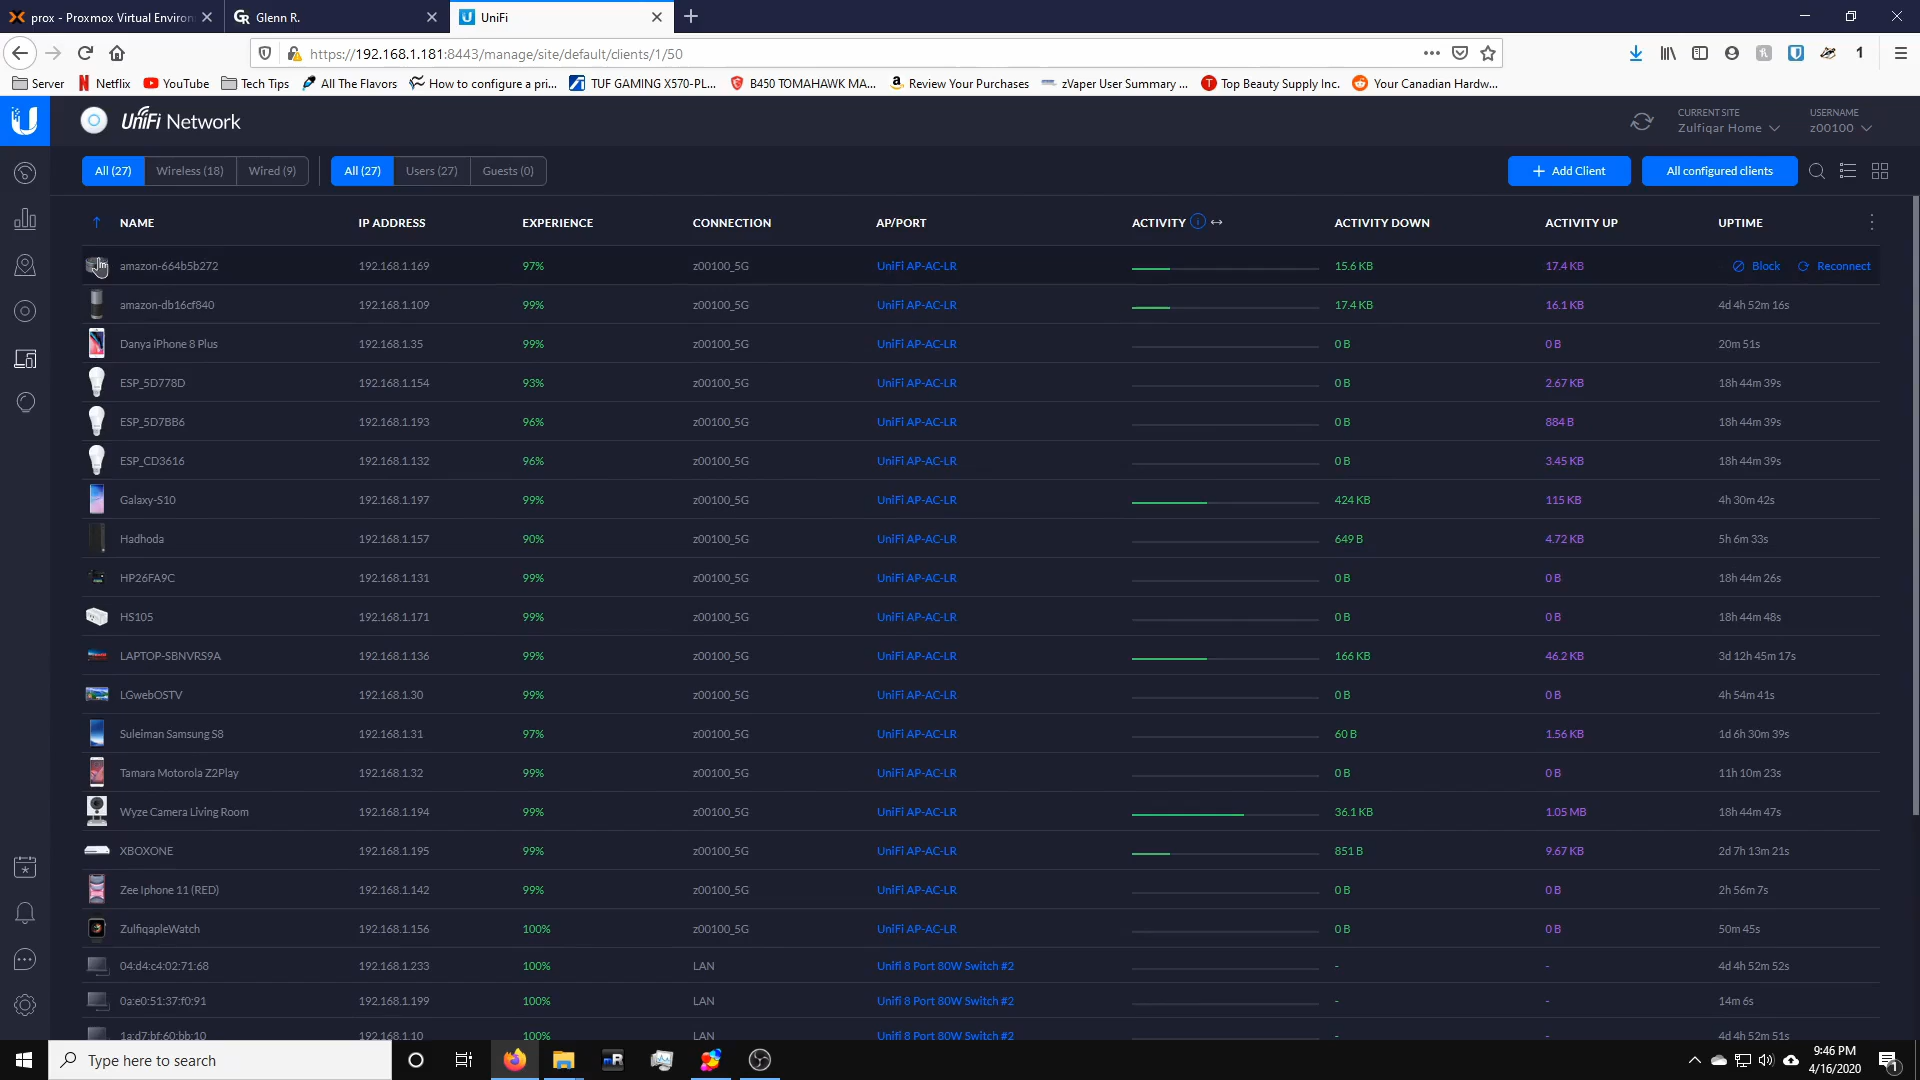 prox - Proxmox Virtual Environ
Glenn R.
UniFi
https://192.168.1.181:8443/manage/site/default/clients/1/50
Server
Netflix
YouTube
Tech Tips
All The Flavors
How to configure a pri...
TUF GAMING X570-PL...
B450 TOMAHAWK MA...
Review Your Purchases
zVaper User Summary ...
Top Beauty Supply Inc.
Your Canadian Hardw...
UniFi Network
CURRENT SITE
Zulfiqar Home
USERNAME
z00100
All (27)
Wireless (18)
Wired (9)
All (27)
Users (27)
Guests (0)
Add Client
All configured clients
NAME IP ADDRESS EXPERIENCE CONNECTION AP/PORT ACTIVITY ACTIVITY DOWN ACTIVITY UP UPTIME
amazon-664b5b272 192.168.1.169 97% z00100_5G UniFi AP-AC-LR 15.6 KB 17.4 KB Block Reconnect
amazon-db16cf840 192.168.1.109 99% z00100_5G UniFi AP-AC-LR 17.4 KB 16.1 KB 4d 4h 52m 16s
Danya iPhone 8 Plus 192.168.1.35 99% z00100_5G UniFi AP-AC-LR 0 B 0 B 20m 51s
ESP_5D778D 192.168.1.154 93% z00100_5G UniFi AP-AC-LR 0 B 2.67 KB 18h 44m 39s
ESP_5D7BB6 192.168.1.193 96% z00100_5G UniFi AP-AC-LR 0 B 884 B 18h 44m 39s
ESP_CD3616 192.168.1.132 96% z00100_5G UniFi AP-AC-LR 0 B 3.45 KB 18h 44m 39s
Galaxy-S10 192.168.1.197 99% z00100_5G UniFi AP-AC-LR 424 KB 115 KB 4h 30m 42s
Hadhoda 192.168.1.157 90% z00100_5G UniFi AP-AC-LR 649 B 4.72 KB 5h 6m 33s
HP26FA9C 192.168.1.131 99% z00100_5G UniFi AP-AC-LR 0 B 0 B 18h 44m 26s
HS105 192.168.1.171 99% z00100_5G UniFi AP-AC-LR 0 B 0 B 18h 44m 48s
LAPTOP-SBNVRS9A 192.168.1.136 99% z00100_5G UniFi AP-AC-LR 166 KB 46.2 KB 3d 12h 45m 17s
LGwebOSTV 192.168.1.30 99% z00100_5G UniFi AP-AC-LR 0 B 0 B 4h 54m 41s
Suleiman Samsung S8 192.168.1.31 97% z00100_5G UniFi AP-AC-LR 60 B 1.56 KB 1d 6h 30m 39s
Tamara Motorola Z2Play 192.168.1.32 99% z00100_5G UniFi AP-AC-LR 0 B 0 B 11h 10m 23s
Wyze Camera Living Room 192.168.1.194 99% z00100_5G UniFi AP-AC-LR 36.1 KB 1.05 MB 18h 44m 47s
XBOXONE 192.168.1.195 99% z00100_5G UniFi AP-AC-LR 851 B 9.67 KB 2d 7h 13m 21s
Zee Iphone 11 (RED) 192.168.1.142 99% z00100_5G UniFi AP-AC-LR 0 B 0 B 2h 56m 7s
ZulfiqapleWatch 192.168.1.156 100% z00100_5G UniFi AP-AC-LR 0 B 0 B 50m 45s
04:d4:c4:02:71:68 192.168.1.233 100% LAN Unifi 8 Port 80W Switch #2 - - 4d 4h 52m 52s
0a:e0:51:37:f0:91 192.168.1.199 100% LAN Unifi 8 Port 80W Switch #2 - - 14m 6s
1a:d7:bf:60:bb:10 192.168.1.10 100% LAN Unifi 8 Port 80W Switch #2 - - 4d 4h 52m 51s
Type here to search
9:46 PM
4/16/2020
1